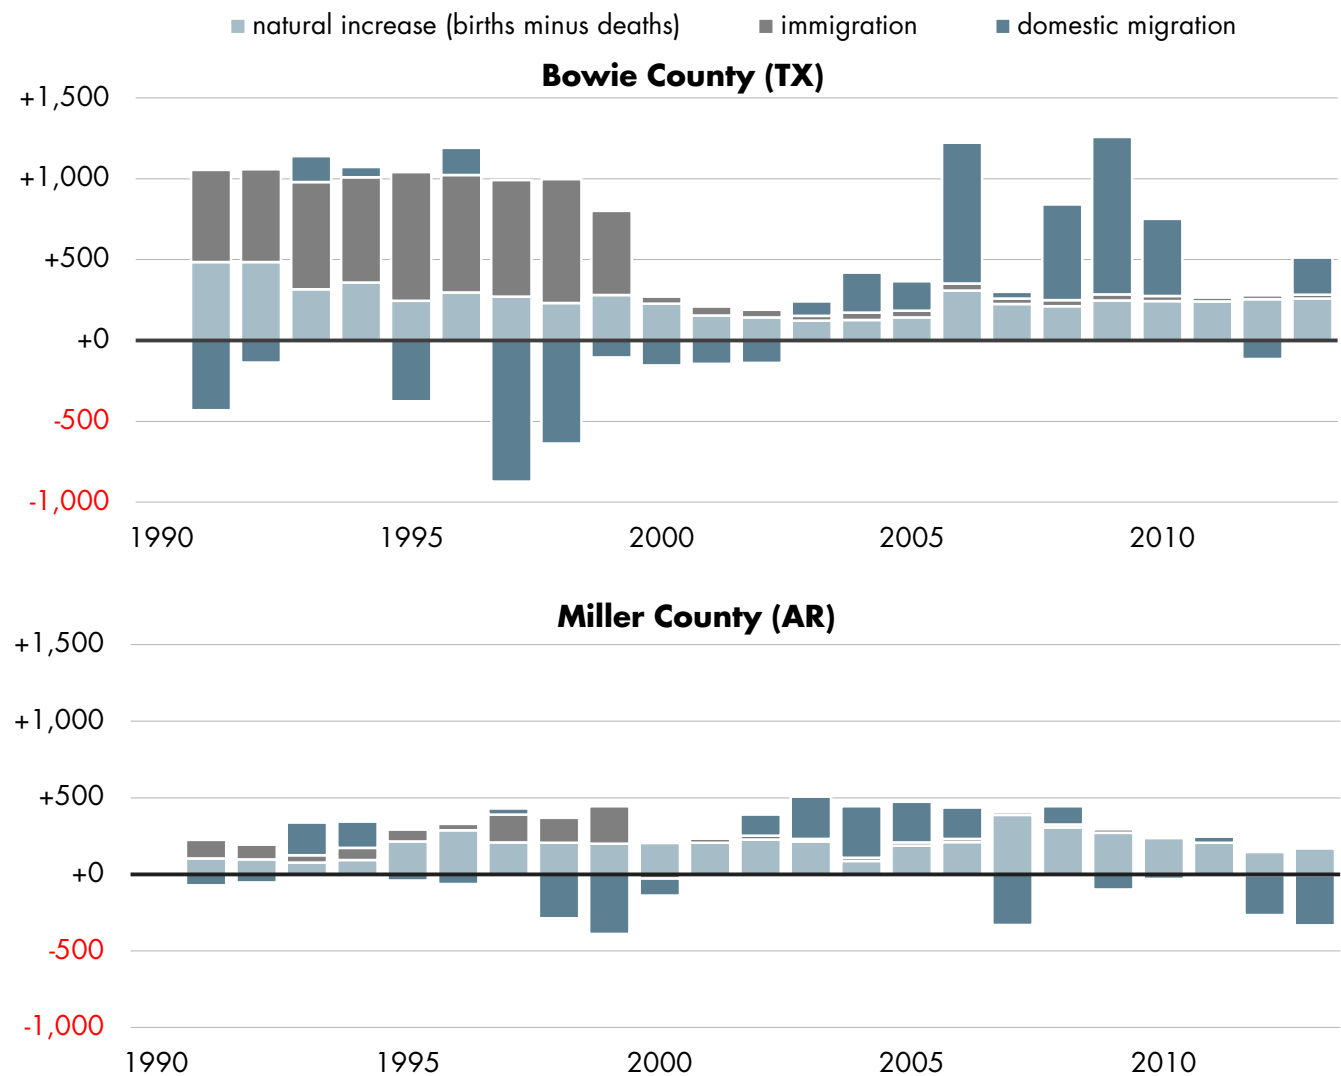 natural increase (births minus deaths) immigration domestic migration
Bowie County (TX)
+1,500
+1,000
+500
+0
-500
-1,000
1990 1995 2000 2005 2010
Miller County (AR)
+1,500
+1,000
+500
+0
-500
-1,000
1990 1995 2000 2005 2010